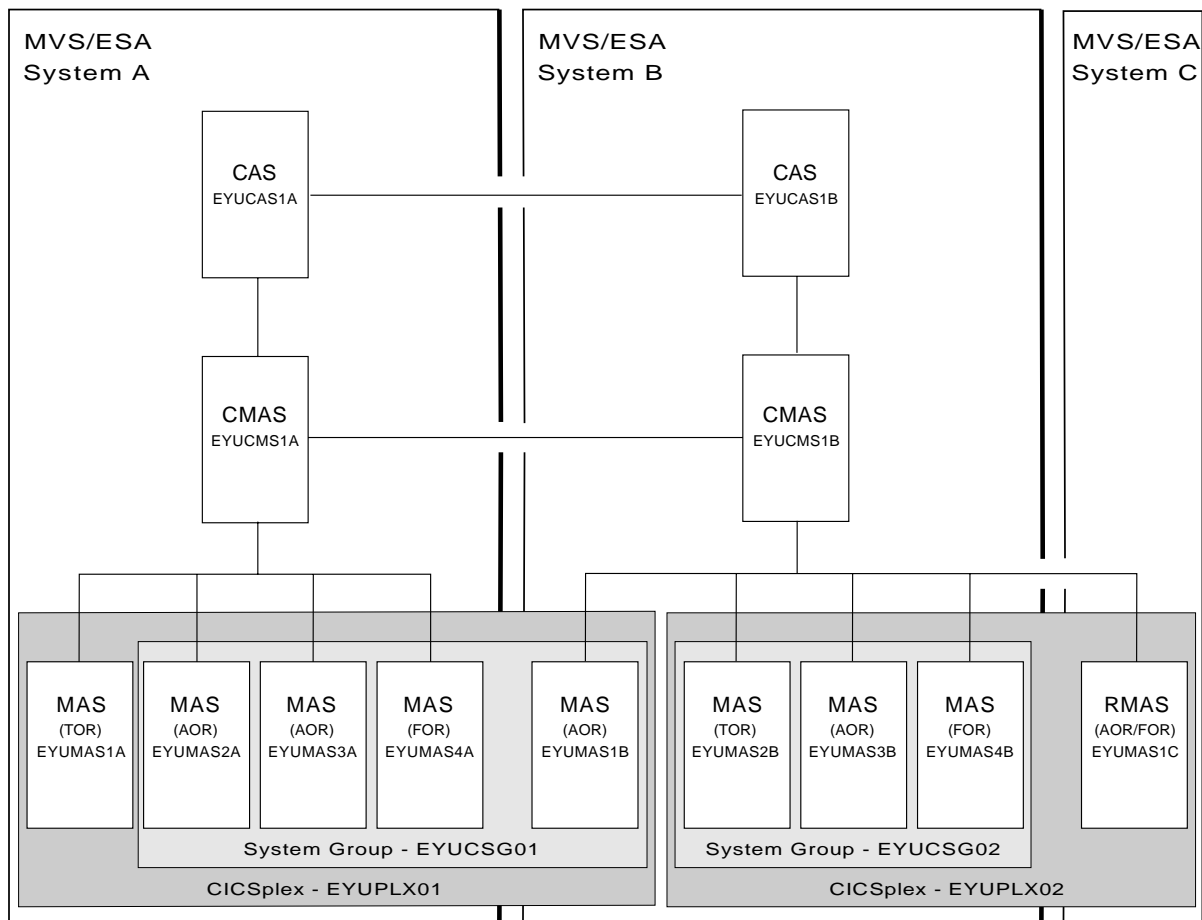 MVS/ESA
System A
MVS/ESA
System B
MVS/ESA
System C
CAS
EYUCAS1A
CAS
EYUCAS1B
CMAS
EYUCMS1A
CMAS
EYUCMS1B
MAS
(TOR)
EYUMAS1A
MAS
(AOR)
EYUMAS2A
MAS
(AOR)
EYUMAS3A
MAS
(FOR)
EYUMAS4A
MAS
(AOR)
EYUMAS1B
MAS
(TOR)
EYUMAS2B
MAS
(AOR)
EYUMAS3B
MAS
(FOR)
EYUMAS4B
RMAS
(AOR/FOR)
EYUMAS1C
System Group - EYUCSG01
System Group - EYUCSG02
CICSplex - EYUPLX01
CICSplex - EYUPLX02